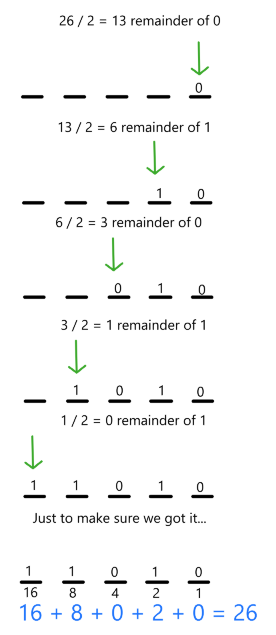 26 / 2 = 13 remainder of 0
0
13 / 2 = 6 remainder of 1
1 0
6 / 2 = 3 remainder of 0
0 1 0
3 / 2 = 1 remainder of 1
1 0 1 0
1 / 2 = 0 remainder of 1
1 1 0 1 0
Just to make sure we got it...
1 1 0 1 0
16 8 4 2 1
16 + 8 + 0 + 2 + 0 = 26